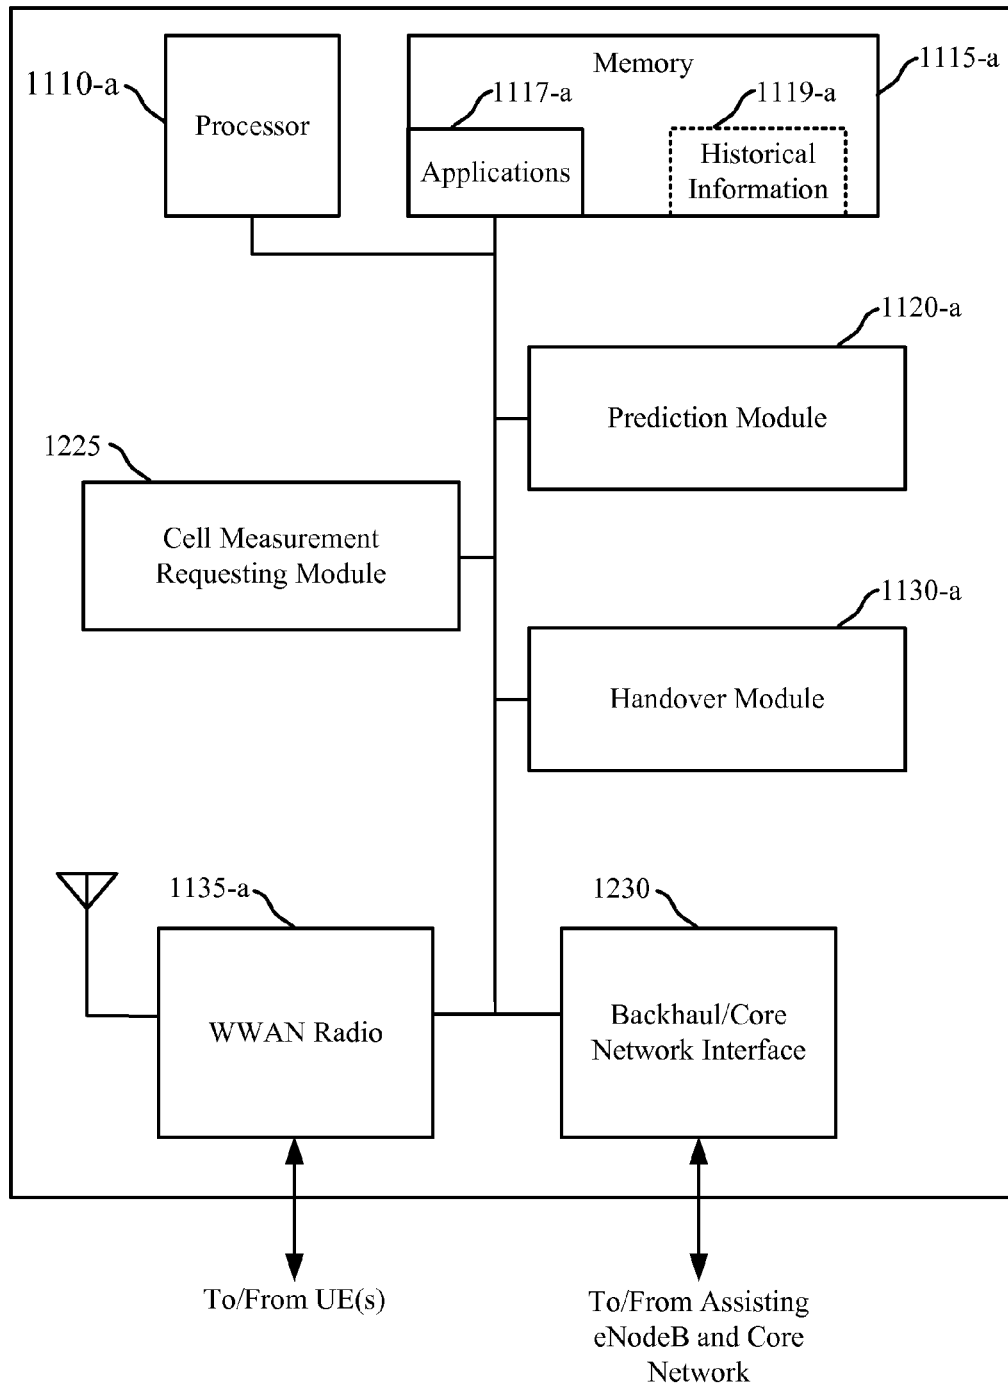 1110-a
Processor
Memory
1115-a
1117-a
1119-a
Applications
Historical
Information
1120-a
Prediction Module
1225
Cell Measurement
Requesting Module
1130-a
Handover Module
1135-a
WWAN Radio
1230
Backhaul/Core
Network Interface
To/From UE(s)
To/From Assisting
eNodeB and Core
Network